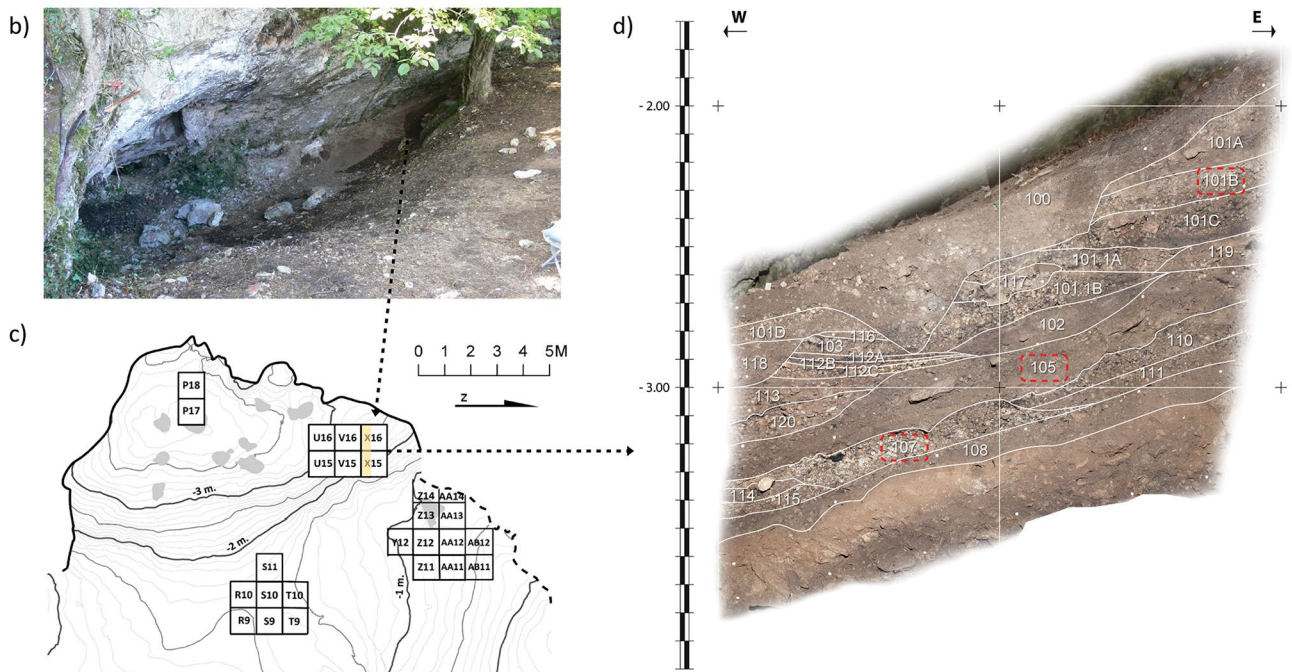 b)
c)
0 1 2 3 4 5M
z
P18
P17
U16 V16 X16
U15 V15 X15
-3 m.
-2 m.
-1 m.
Z14 AA14
Z13 AA13
Y12 Z12 AA12 AB12
Z11 AA11 AB11
S11
R10 S10 T10
R9 S9 T9
d)
W
E
- 2.00
- 3.00
101A
101B
100
101C
119
101.1A
117
101.1B
102
101D
116
103
110
118
112B
112A
112C
105
111
113
120
107
108
114
115